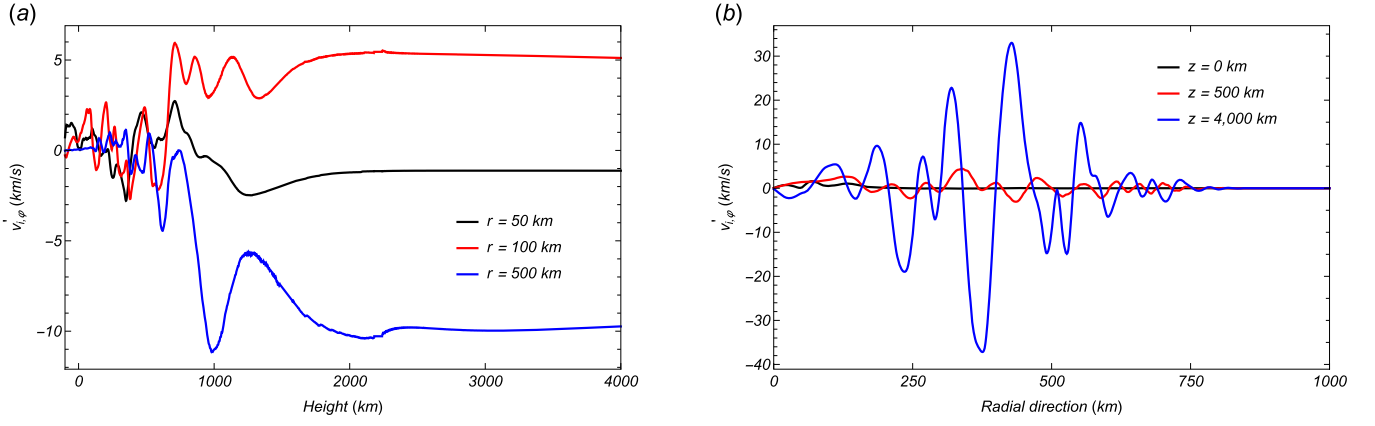 (a)
v'i,φ (km/s)
5
0
−5
−10
r = 50 km
r = 100 km
r = 500 km
0
1000
2000
3000
4000
Height (km)
(b)
v'i,φ (km/s)
30
20
10
0
−10
−20
−30
−40
z = 0 km
z = 500 km
z = 4,000 km
0
250
500
750
1000
Radial direction (km)